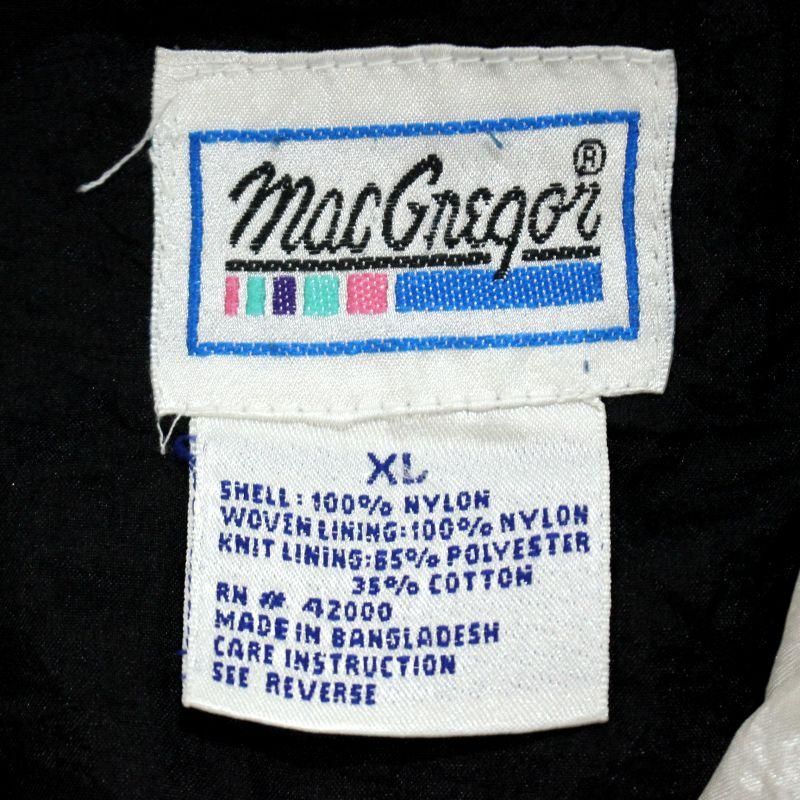 MacGregor®
XL
SHELL: 100% NYLON
WOVEN LINING: 100% NYLON
KNIT LINING: 65% POLYESTER
35% COTTON
RN # 42000
MADE IN BANGLADESH
CARE INSTRUCTION
SEE REVERSE